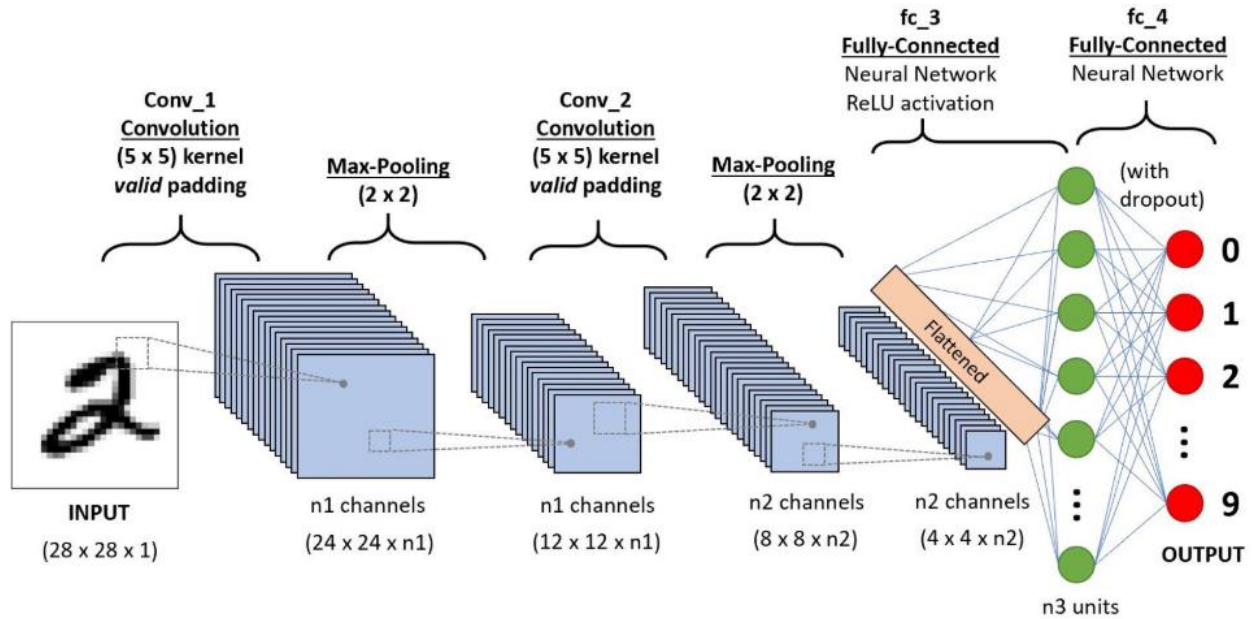 fc_3
Fully-Connected
Neural Network
ReLU activation
fc_4
Fully-Connected
Neural Network
Conv_1
Convolution
(5 x 5) kernel
valid padding
Max-Pooling
(2 x 2)
Conv_2
Convolution
(5 x 5) kernel
valid padding
Max-Pooling
(2 x 2)
(with
dropout)
0
1
2
9
Flattened
2
INPUT
(28 x 28 x 1)
n1 channels
(24 x 24 x n1)
n1 channels
(12 x 12 x n1)
n2 channels
(8 x 8 x n2)
n2 channels
(4 x 4 x n2)
OUTPUT
n3 units